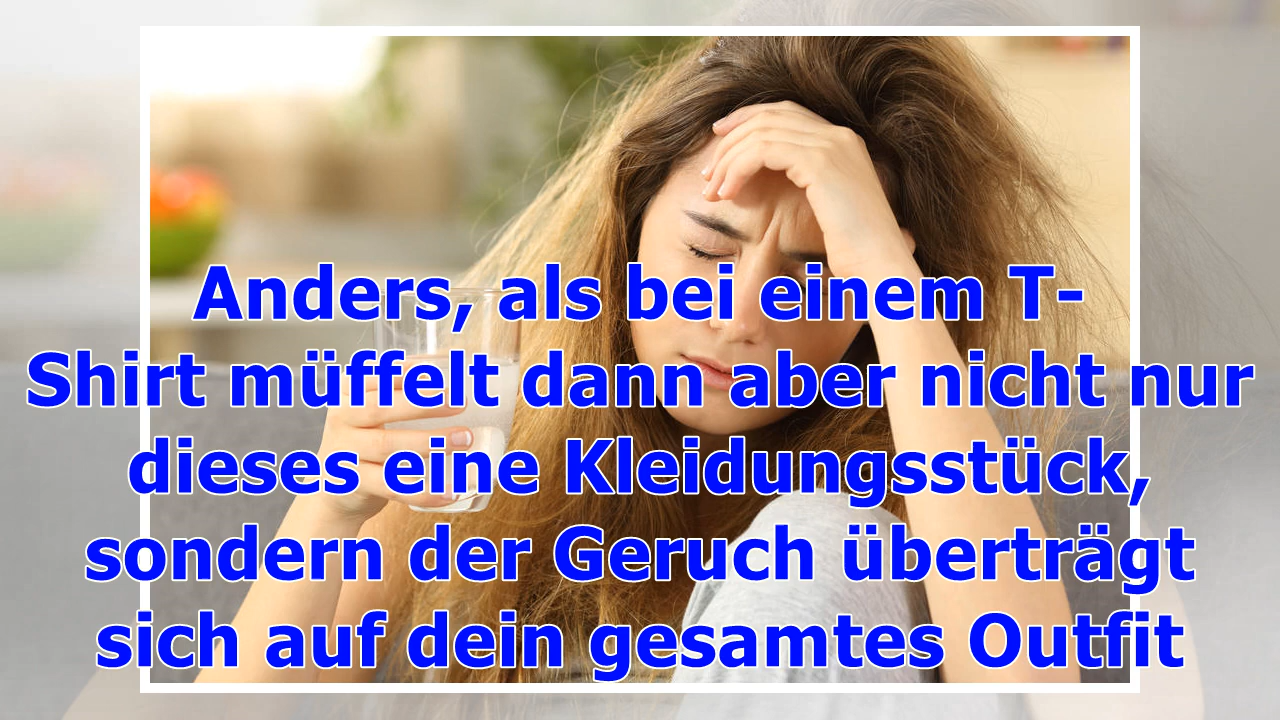 Anders, als bei einem T-
Shirt müffelt dann aber nicht nur
dieses eine Kleidungsstück,
sondern der Geruch überträgt
sich auf dein gesamtes Outfit